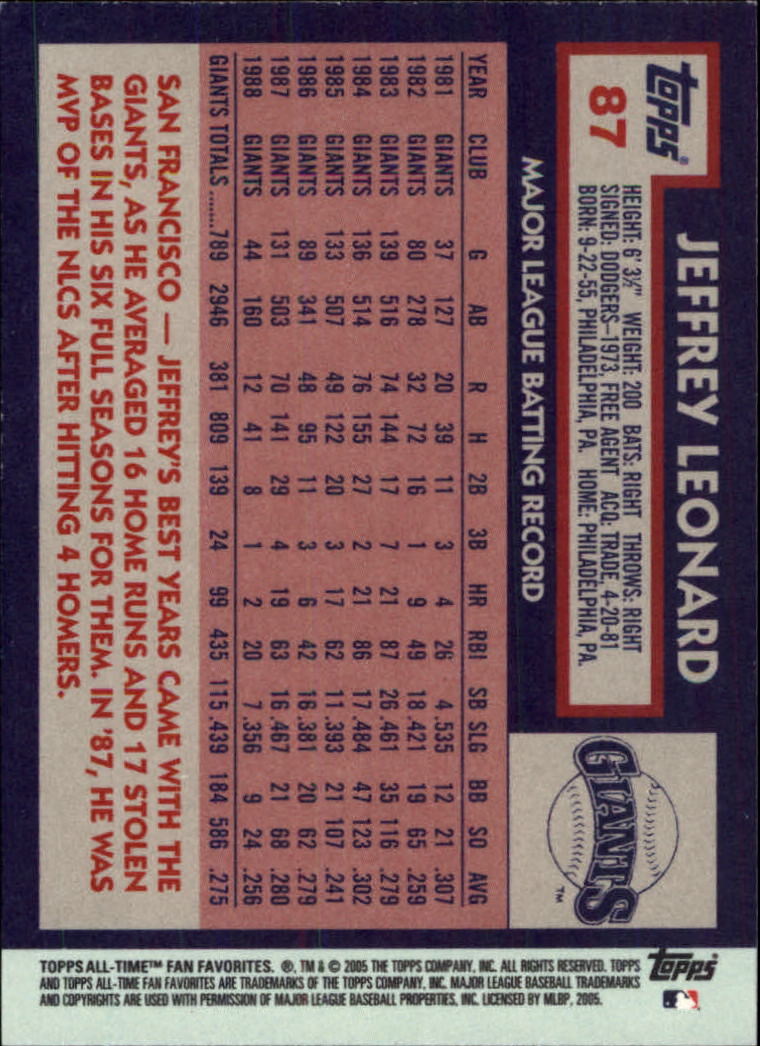 topps®
87
JEFFREY LEONARD
HEIGHT: 6' 3½" WEIGHT: 200 BATS: RIGHT THROWS: RIGHT
SIGNED: DODGERS–1973, FREE AGENT ACQ: TRADE, 4-20-81
BORN: 9-22-55, PHILADELPHIA, PA. HOME: PHILADELPHIA, PA.
GIANTS™
MAJOR LEAGUE BATTING RECORD
YEAR CLUB G AB R H 2B 3B HR RBI SB SLG BB SO AVG
1981 GIANTS 37 127 20 39 11 3 4 26 4 .535 12 21 .307
1982 GIANTS 80 278 32 72 16 1 9 49 18 .421 19 65 .259
1983 GIANTS 139 516 74 144 17 7 21 87 26 .461 35 116 .279
1984 GIANTS 136 514 76 155 27 2 21 86 17 .484 47 123 .302
1985 GIANTS 133 507 49 122 20 3 17 62 11 .393 21 107 .241
1986 GIANTS 89 341 48 95 11 3 6 42 16 .381 20 62 .279
1987 GIANTS 131 503 70 141 29 4 19 63 16 .467 21 68 .280
1988 GIANTS 44 160 12 41 8 1 2 20 7 .356 9 24 .256
GIANTS TOTALS .......789 2946 381 809 139 24 99 435 115 .439 184 586 .275
SAN FRANCISCO — JEFFREY'S BEST YEARS CAME WITH THE
GIANTS, AS HE AVERAGED 16 HOME RUNS AND 17 STOLEN
BASES IN HIS SIX FULL SEASONS FOR THEM. IN '87, HE WAS
MVP OF THE NLCS AFTER HITTING 4 HOMERS.
TOPPS ALL-TIME™ FAN FAVORITES. ®, TM & © 2005 THE TOPPS COMPANY, INC. ALL RIGHTS RESERVED. TOPPS
AND TOPPS ALL-TIME FAN FAVORITES ARE TRADEMARKS OF THE TOPPS COMPANY, INC. MAJOR LEAGUE BASEBALL TRADEMARKS
AND COPYRIGHTS ARE USED WITH PERMISSION OF MAJOR LEAGUE BASEBALL PROPERTIES, INC. LICENSED BY MLBP, 2005.
topps